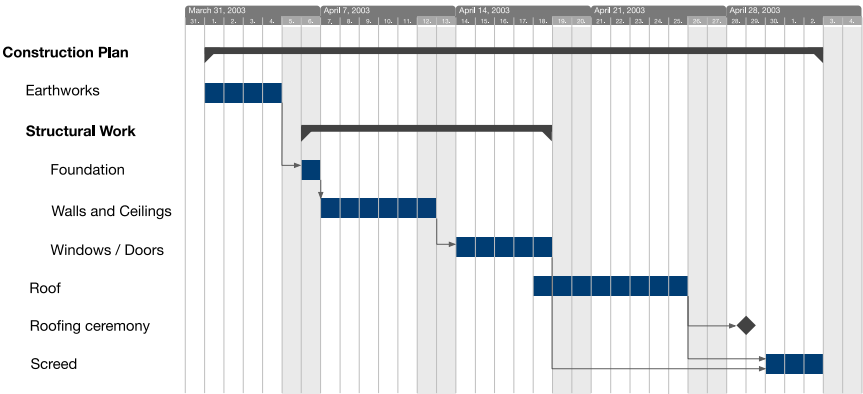 March 31, 2003 April 7, 2003 April 14, 2003 April 21, 2003 April 28, 2003
31. 1. 2. 3. 4. 5. 6. 7. 8. 9. 10. 11. 12. 13. 14. 15. 16. 17. 18. 19. 20. 21. 22. 23. 24. 25. 26. 27. 28. 29. 30. 1. 2. 3. 4.
Construction Plan
Earthworks
Structural Work
Foundation
Walls and Ceilings
Windows / Doors
Roof
Roofing ceremony
Screed